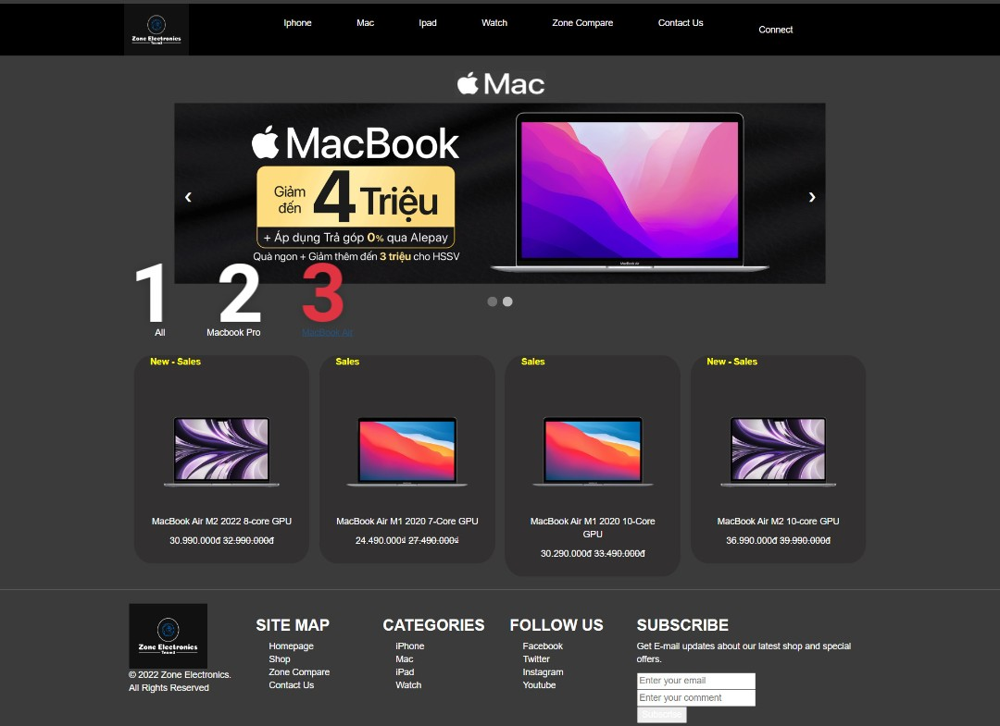 Zone Electronics
Team3
Iphone
Mac
Ipad
Watch
Zone Compare
Contact Us
Connect
Mac
MacBook
Giảm
đến
4 Triệu
+ Áp dụng Trả góp 0% qua Alepay
Quà ngon + Giảm thêm đến 3 triệu cho HSSV
MacBook Air
‹
›
1
2
3
All
Macbook Pro
MacBook Air
New - Sales
MacBook Air M2 2022 8-core GPU
30.990.000đ 32.990.000đ
Sales
MacBook Air M1 2020 7-Core GPU
24.490.000₫ 27.490.000₫
Sales
MacBook Air M1 2020 10-Core
GPU
30.290.000đ 33.490.000đ
New - Sales
MacBook Air M2 10-core GPU
36.990.000đ 39.990.000đ
Zone Electronics
Team3
© 2022 Zone Electronics.
All Rights Reserved
SITE MAP
Homepage
Shop
Zone Compare
Contact Us
CATEGORIES
iPhone
Mac
iPad
Watch
FOLLOW US
Facebook
Twitter
Instagram
Youtube
SUBSCRIBE
Get E-mail updates about our latest shop and special
offers.
Enter your email
Enter your comment
Subscribe